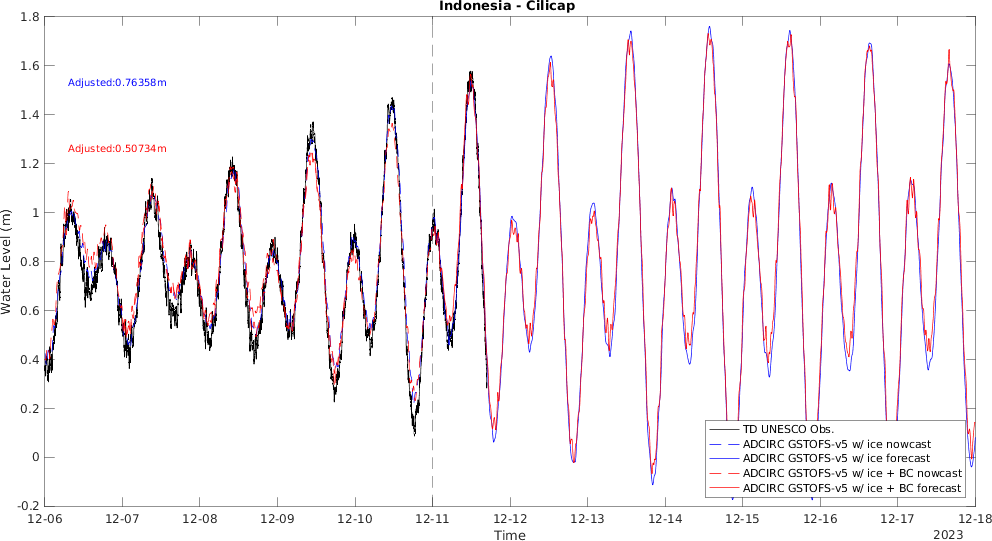 Indonesia - Cilicap
1.8
1.6
1.4
1.2
1
0.8
0.6
0.4
0.2
0
-0.2
Water Level (m)
Adjusted:0.76358m
Adjusted:0.50734m
TD UNESCO Obs.
ADCIRC GSTOFS-v5 w/ ice nowcast
ADCIRC GSTOFS-v5 w/ ice forecast
ADCIRC GSTOFS-v5 w/ ice + BC nowcast
ADCIRC GSTOFS-v5 w/ ice + BC forecast
12-06 12-07 12-08 12-09 12-10 12-11 12-12 12-13 12-14 12-15 12-16 12-17 12-18
Time
2023